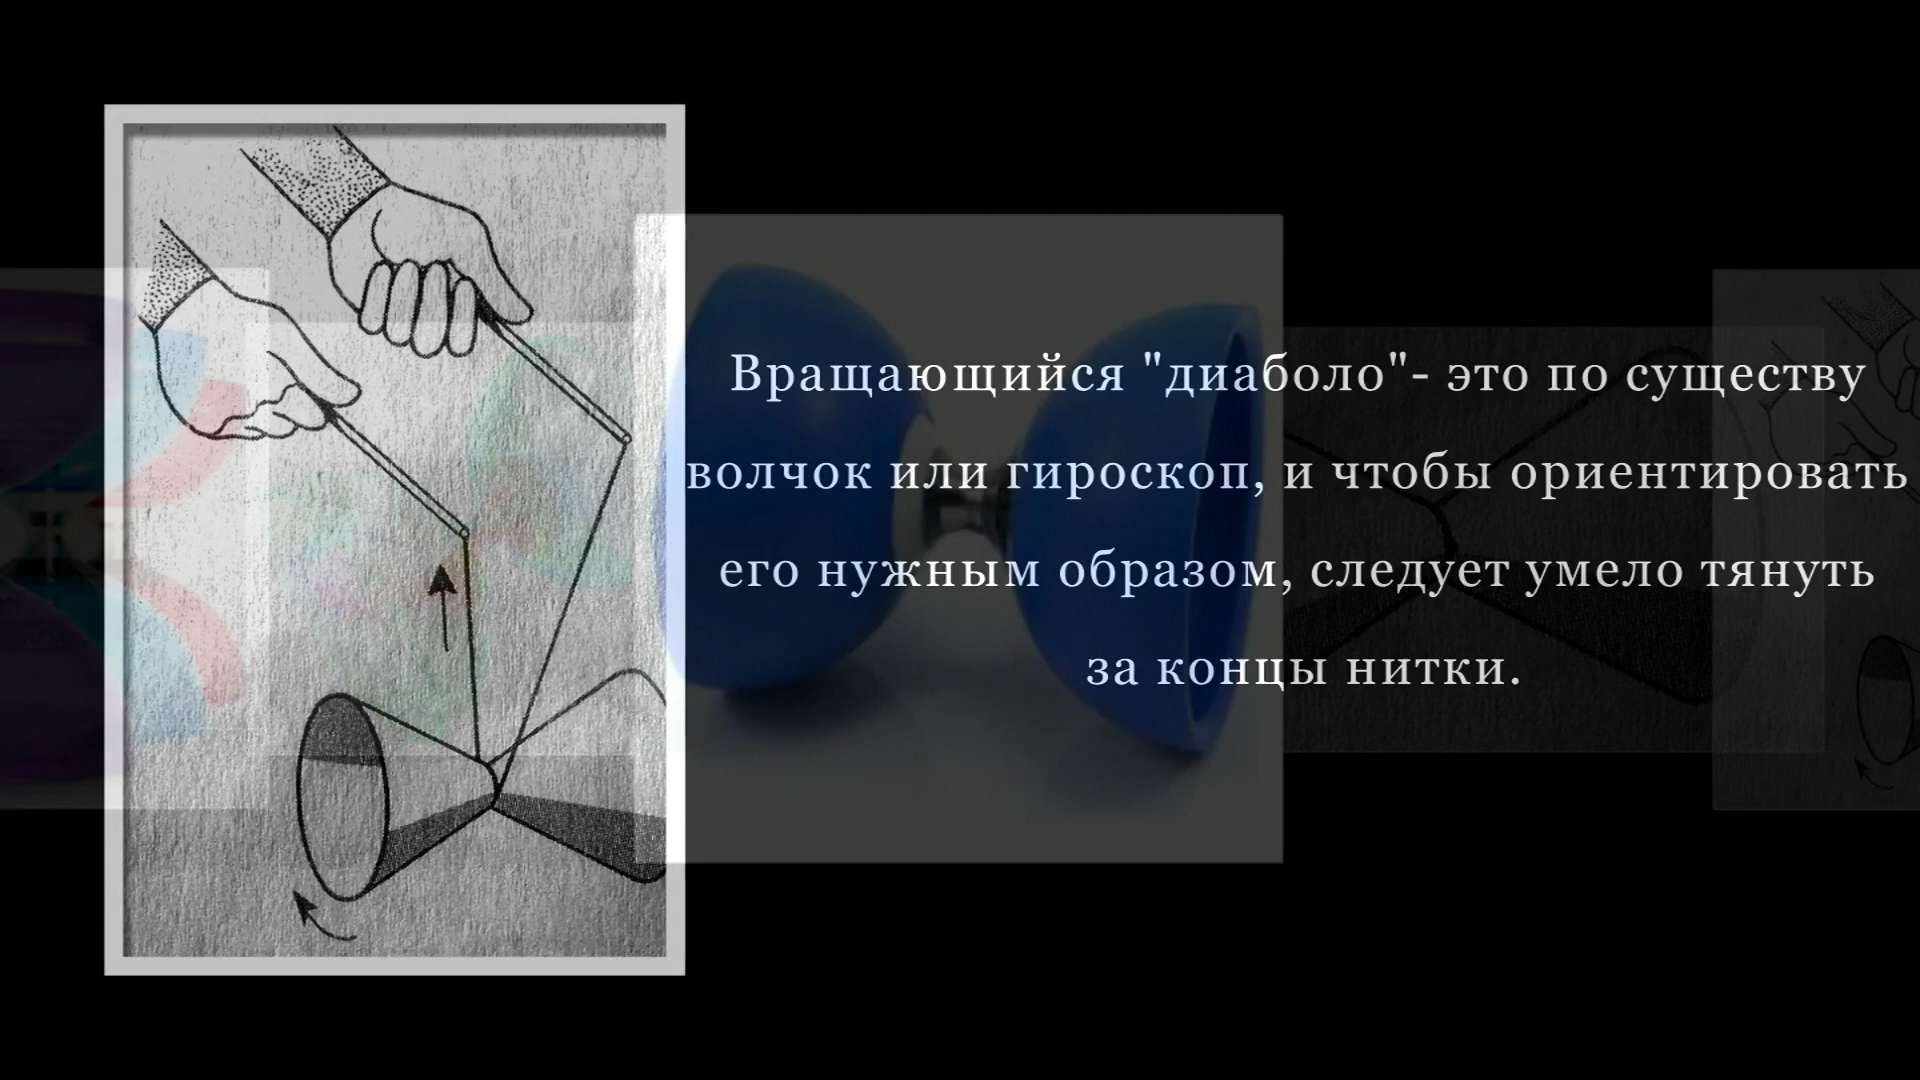 Вращающийся "диаболо"- это по существу
волчок или гироскоп, и чтобы ориентировать
его нужным образом, следует умело тянуть
за концы нитки.